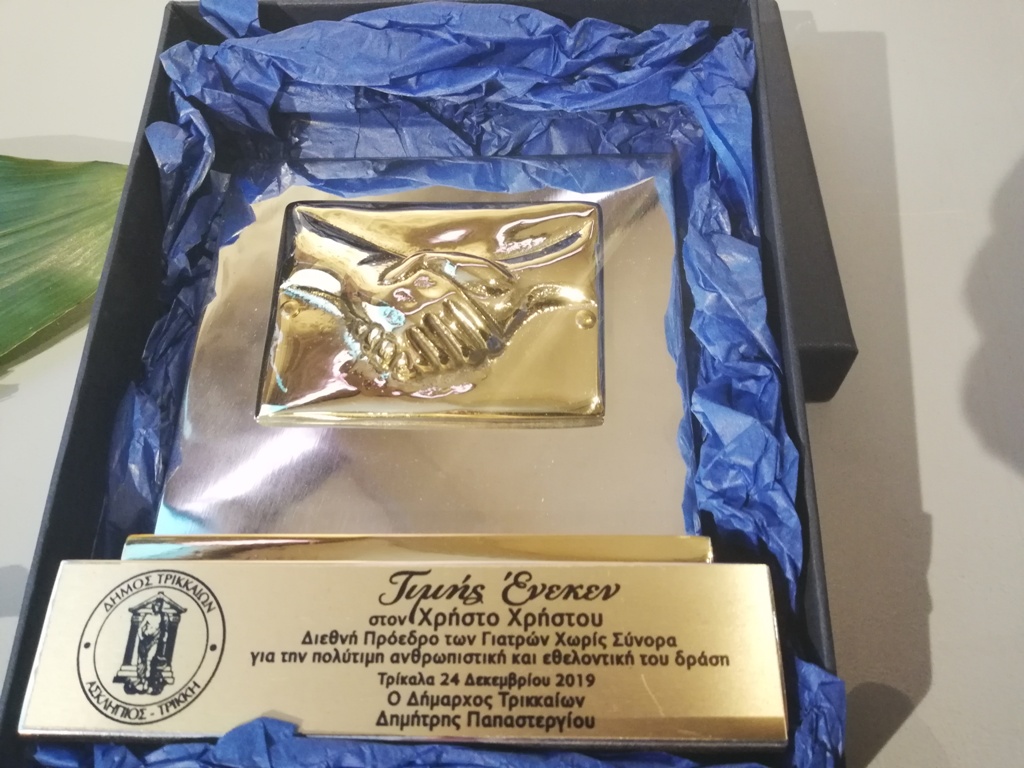 ΔΗΜΟΣ ΤΡΙΚΚΑΙΩΝ
ΑΣΚΛΗΠΙΟΣ - ΤΡΙΚΚΗ
Τιμής Ένεκεν
στον Χρήστο Χρήστου
Διεθνή Πρόεδρο των Γιατρών Χωρίς Σύνορα
για την πολύτιμη ανθρωπιστική και εθελοντική του δράση
Τρίκαλα 24 Δεκεμβρίου 2019
Ο Δήμαρχος Τρικκαίων
Δημήτρης Παπαστεργίου